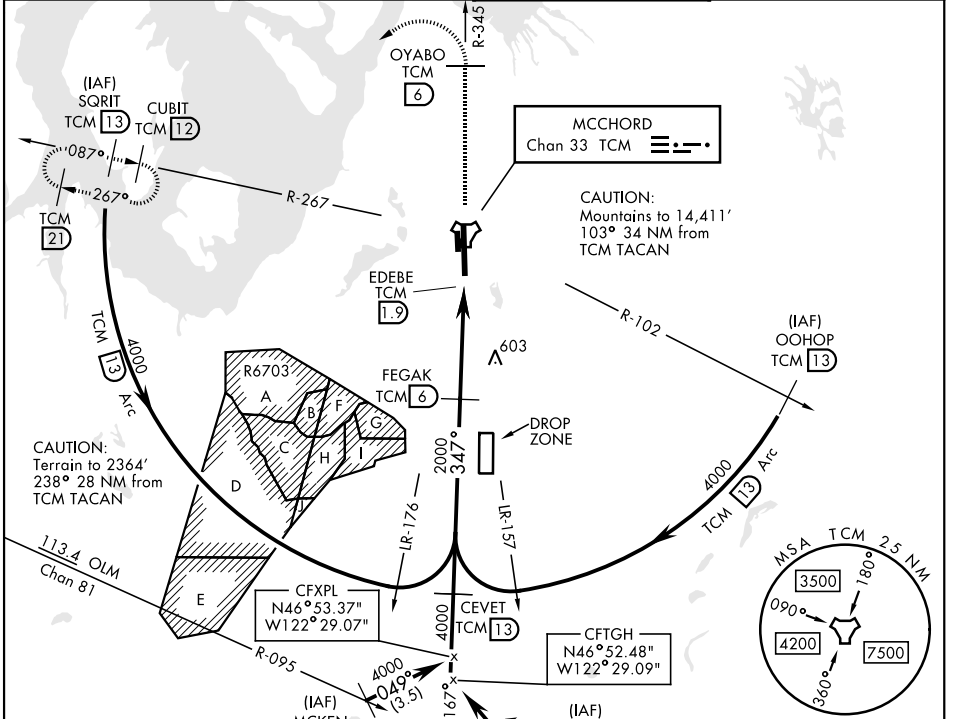 R-345
OYABO
TCM
6
(IAF)
SQRIT
TCM 13
CUBIT
TCM 12
087°
267°
TCM
21
R-267
MCCHORD
Chan 33 TCM
CAUTION:
Mountains to 14,411'
103° 34 NM from
TCM TACAN
EDEBE
TCM
1.9
R-102
(IAF)
OOHOP
TCM 13
603
4000
TCM 13 Arc
R6703
A
B
F
G
C
H
I
J
D
E
FEGAK
TCM 6
DROP
ZONE
2000
347°
4000
TCM 13 Arc
CAUTION:
Terrain to 2364'
238° 28 NM from
TCM TACAN
LR-176
LR-157
113.4 OLM
Chan 81
R-095
CFXPL
N46° 53.37"
W122° 29.07"
4000
CEVET
TCM 13
CFTGH
N46° 52.48"
W122° 29.09"
4000
049°
(3.5)
167°
(IAF)
MCKEN
(IAF)
MSA TCM 25 NM
3500
180°
090°
4200
7500
360°